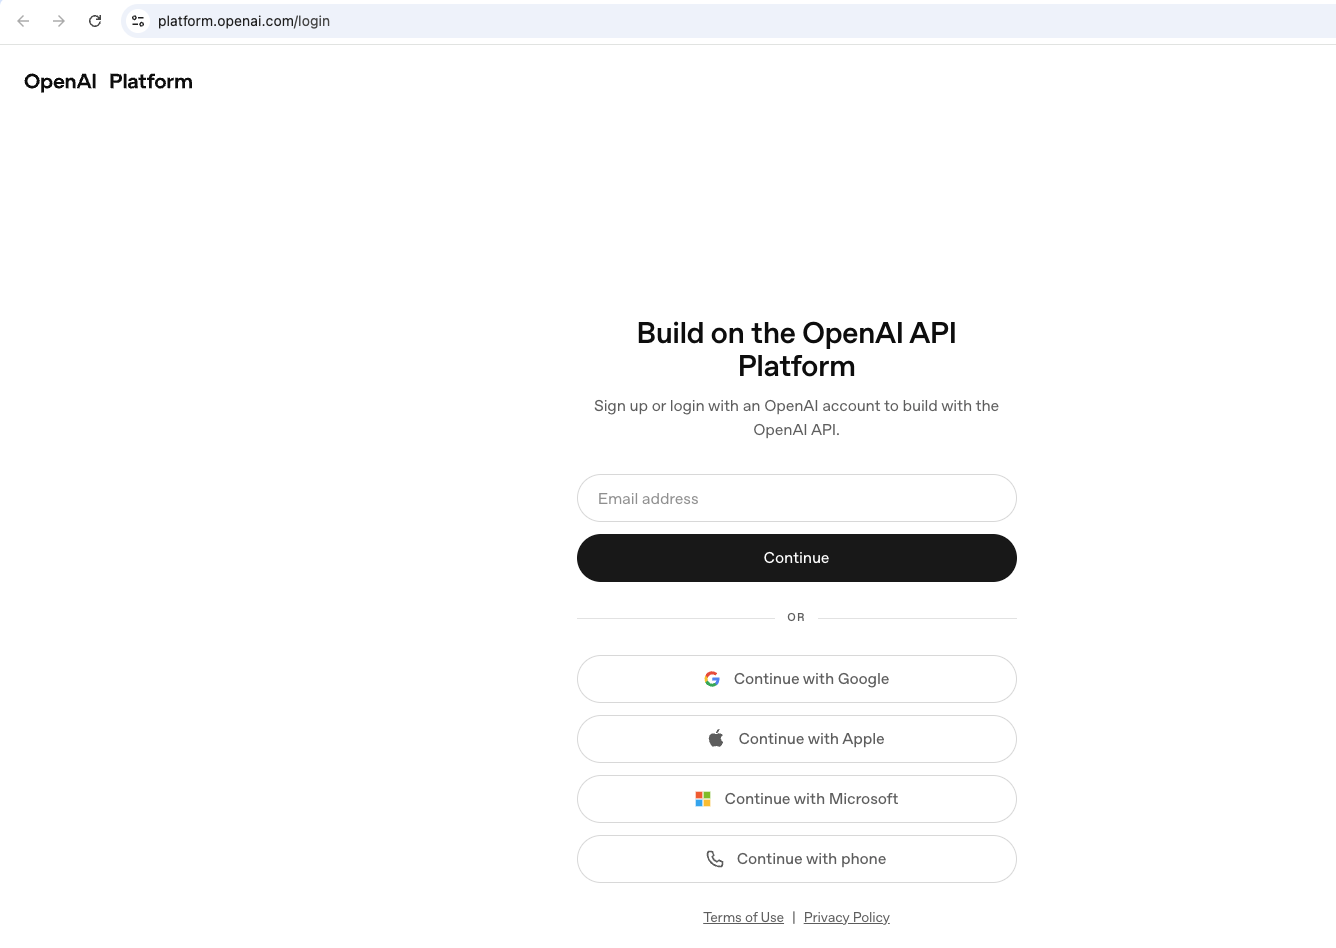 platform.openai.com/login
OpenAI Platform
Build on the OpenAI API
Platform
Sign up or login with an OpenAI account to build with the
OpenAI API.
Email address
Continue
OR
Continue with Google
Continue with Apple
Continue with Microsoft
Continue with phone
Terms of Use | Privacy Policy